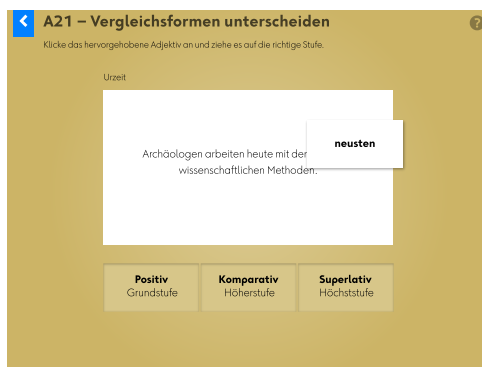 A21 – Vergleichsformen unterscheiden
?
Klicke das hervorgehobene Adjektiv an und ziehe es auf die richtige Stufe.
Urzeit
neusten
Archäologen arbeiten heute mit der
wissenschaftlichen Methoden.
Positiv
Grundstufe
Komparativ
Höherstufe
Superlativ
Höchststufe